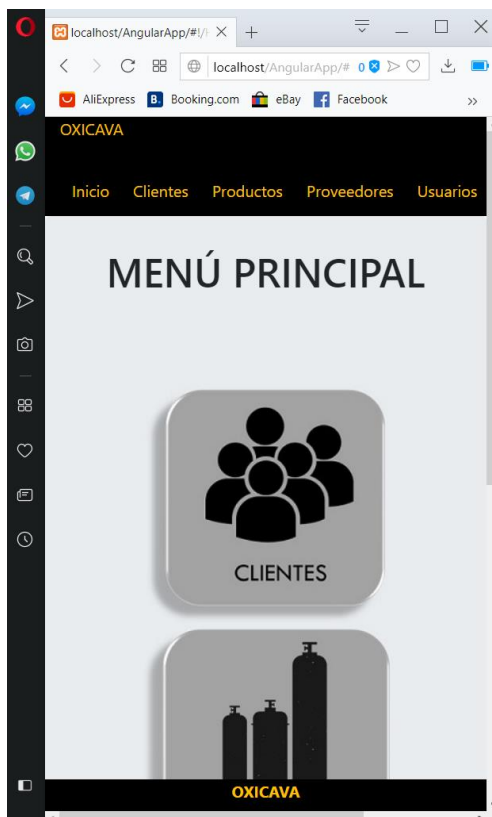 localhost/AngularApp/#!/
localhost/AngularApp/# 0
AliExpress B. Booking.com eBay Facebook »
OXICAVA
Inicio Clientes Productos Proveedores Usuarios
MENÚ PRINCIPAL
CLIENTES
OXICAVA